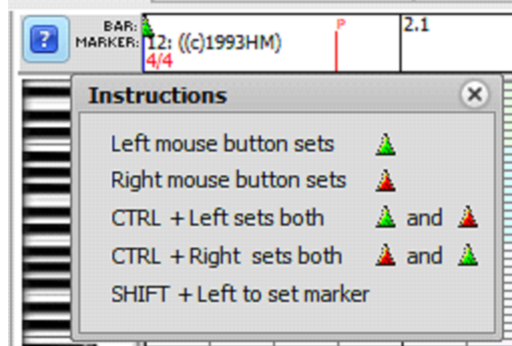 BAR:
2.1
MARKER:
12: ((c)1993HM)
P
4/4
?
Instructions
Left mouse button sets
Right mouse button sets
CTRL + Left sets both and
CTRL + Right sets both and
SHIFT + Left to set marker